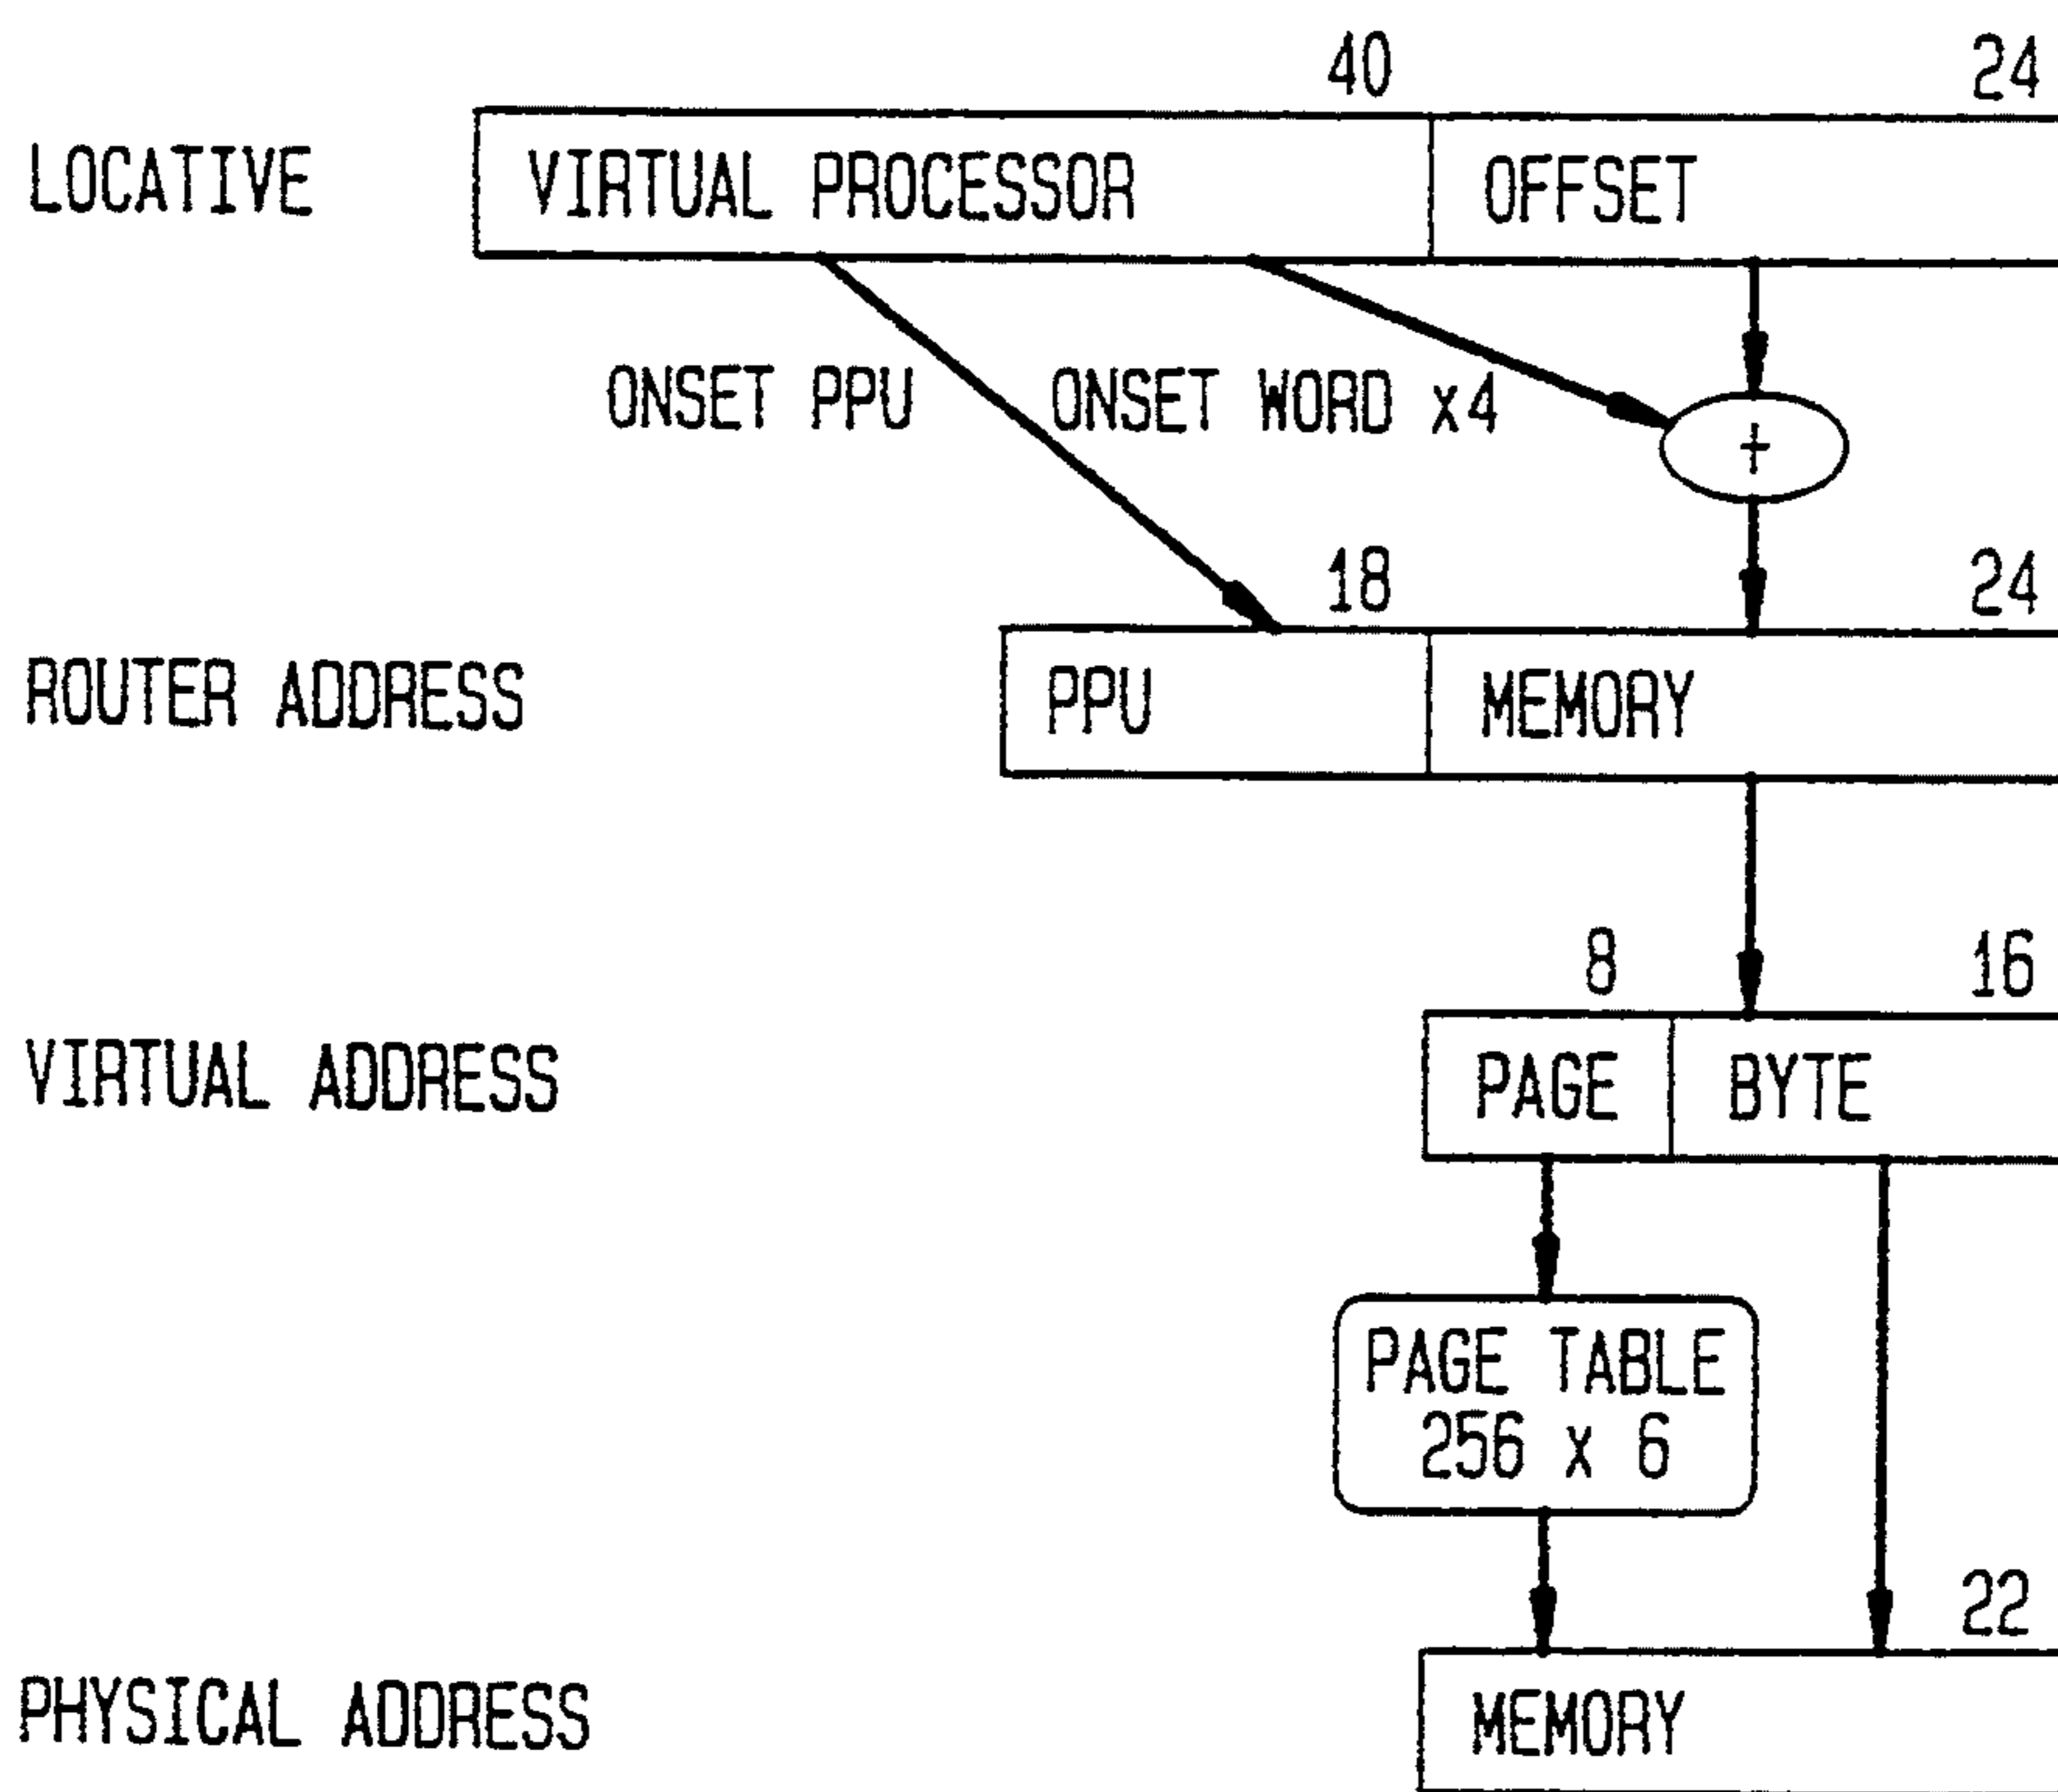 40 24
LOCATIVE VIRTUAL PROCESSOR OFFSET
ONSET PPU ONSET WORD x4
+
18 24
ROUTER ADDRESS PPU MEMORY
8 16
VIRTUAL ADDRESS PAGE BYTE
PAGE TABLE
256 x 6
22
PHYSICAL ADDRESS MEMORY